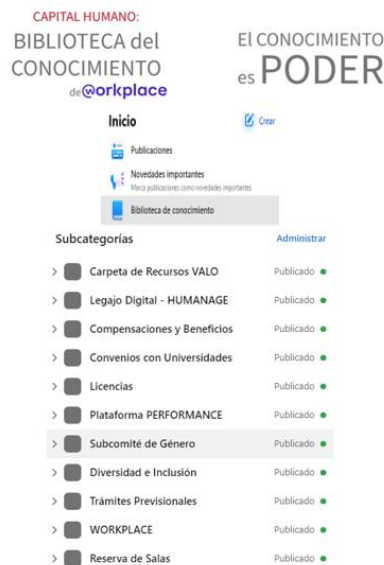 CAPITAL HUMANO:
BIBLIOTECA del
CONOCIMIENTO
de Workplace
El CONOCIMIENTO
es PODER
Inicio
Crear
Publicaciones
Novedades importantes
Marca publicaciones como novedades importantes
Biblioteca de conocimiento
Subcategorías Administrar
Carpeta de Recursos VALO Publicado
Legajo Digital - HUMANAGE Publicado
Compensaciones y Beneficios Publicado
Convenios con Universidades Publicado
Licencias Publicado
Plataforma PERFORMANCE Publicado
Subcomité de Género Publicado
Diversidad e Inclusión Publicado
Trámites Previsionales Publicado
WORKPLACE Publicado
Reserva de Salas Publicado